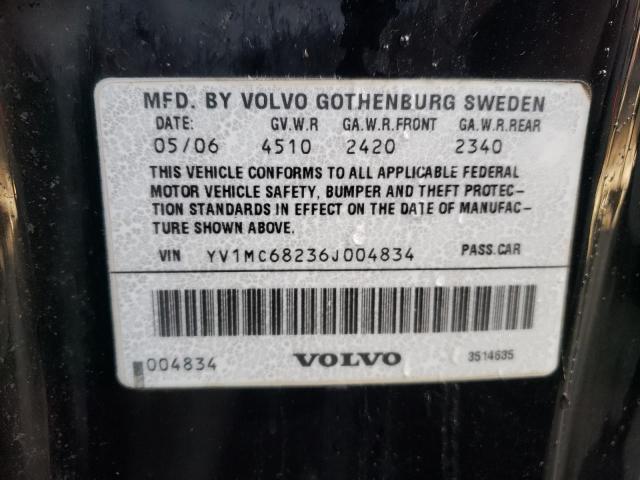 MFD. BY VOLVO GOTHENBURG SWEDEN
DATE: GV.W.R GA.W.R.FRONT GA.W.R.REAR
05/06 4510 2420 2340
THIS VEHICLE CONFORMS TO ALL APPLICABLE FEDERAL
MOTOR VEHICLE SAFETY, BUMPER AND THEFT PROTEC-
TION STANDARDS IN EFFECT ON THE DATE OF MANUFAC-
TURE SHOWN ABOVE.
VIN YV1MC68236J004834 PASS.CAR
004834 VOLVO 3514635